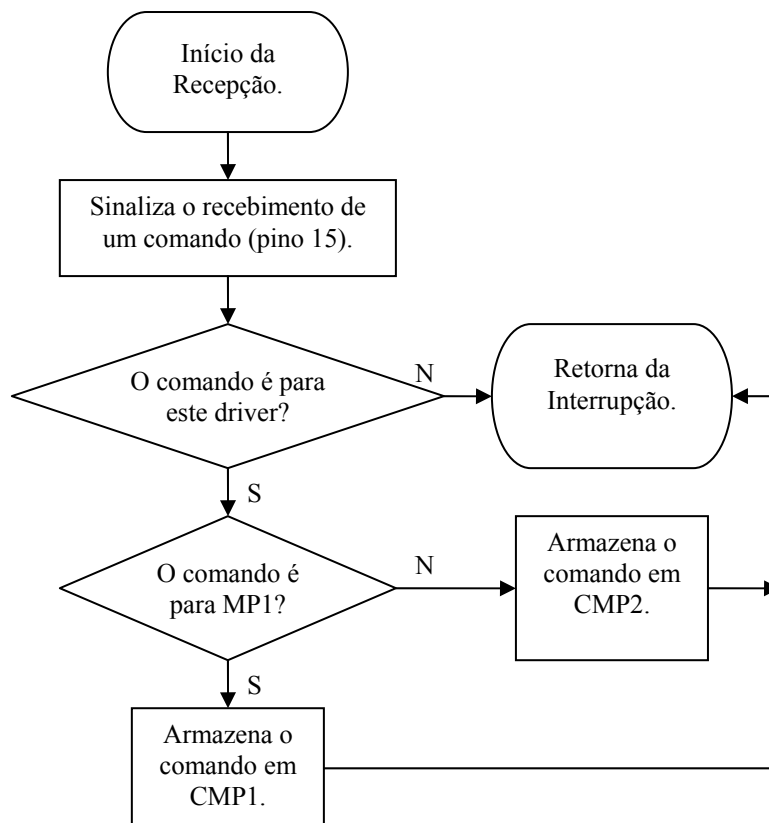 Início da
Recepção.
Sinaliza o recebimento de
um comando (pino 15).
O comando é para
este driver?
N
Retorna da
Interrupção.
S
O comando é
para MP1?
N
Armazena o
comando em
CMP2.
S
Armazena o
comando em
CMP1.